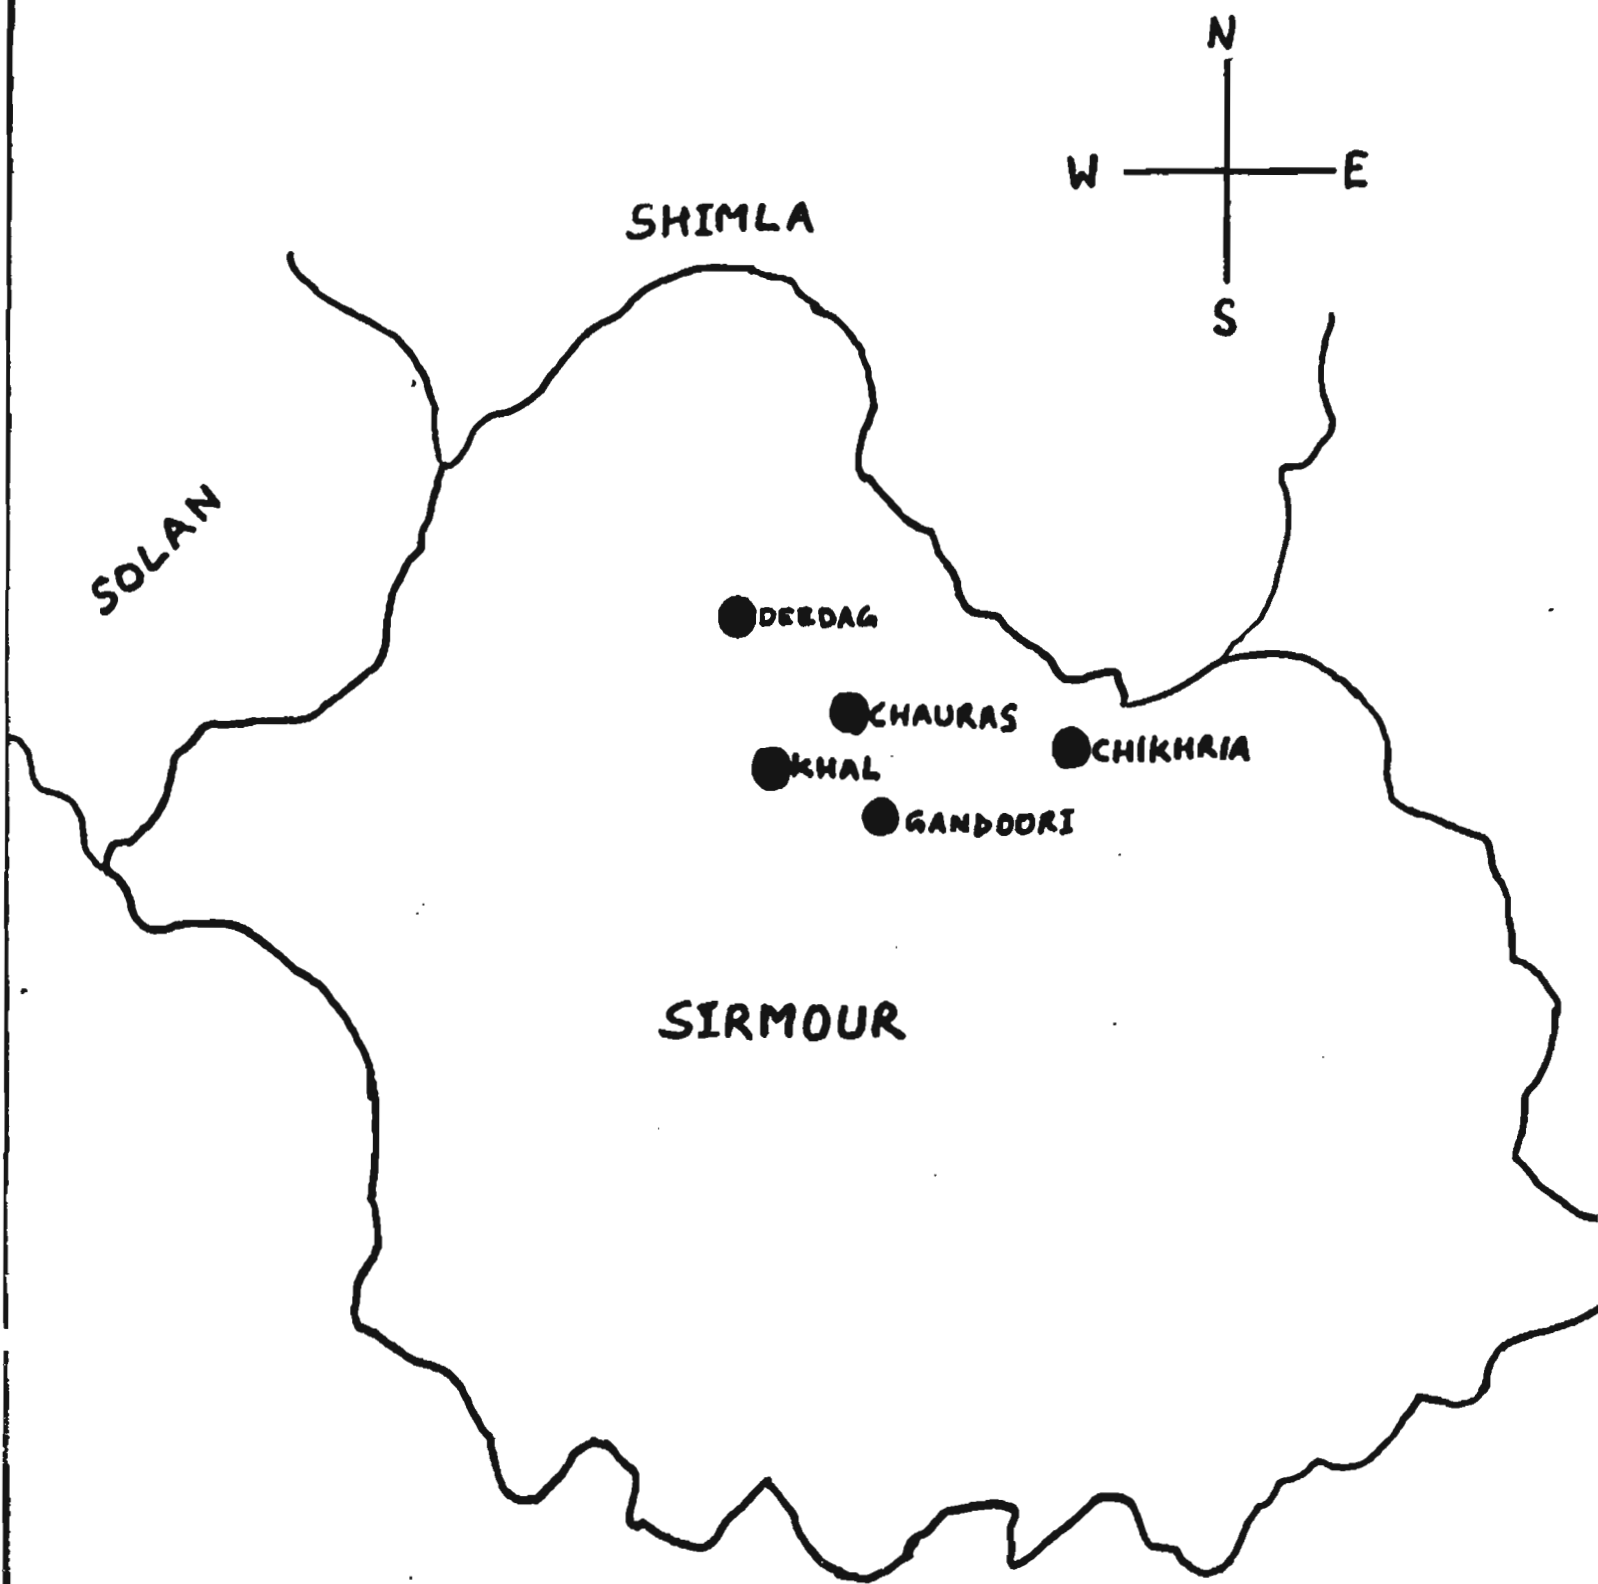 N
W E
S
SHIMLA
SOLAN
DEEDAG
CHAURAS
CHIKHRIA
KHAL
GANDOORI
SIRMOUR